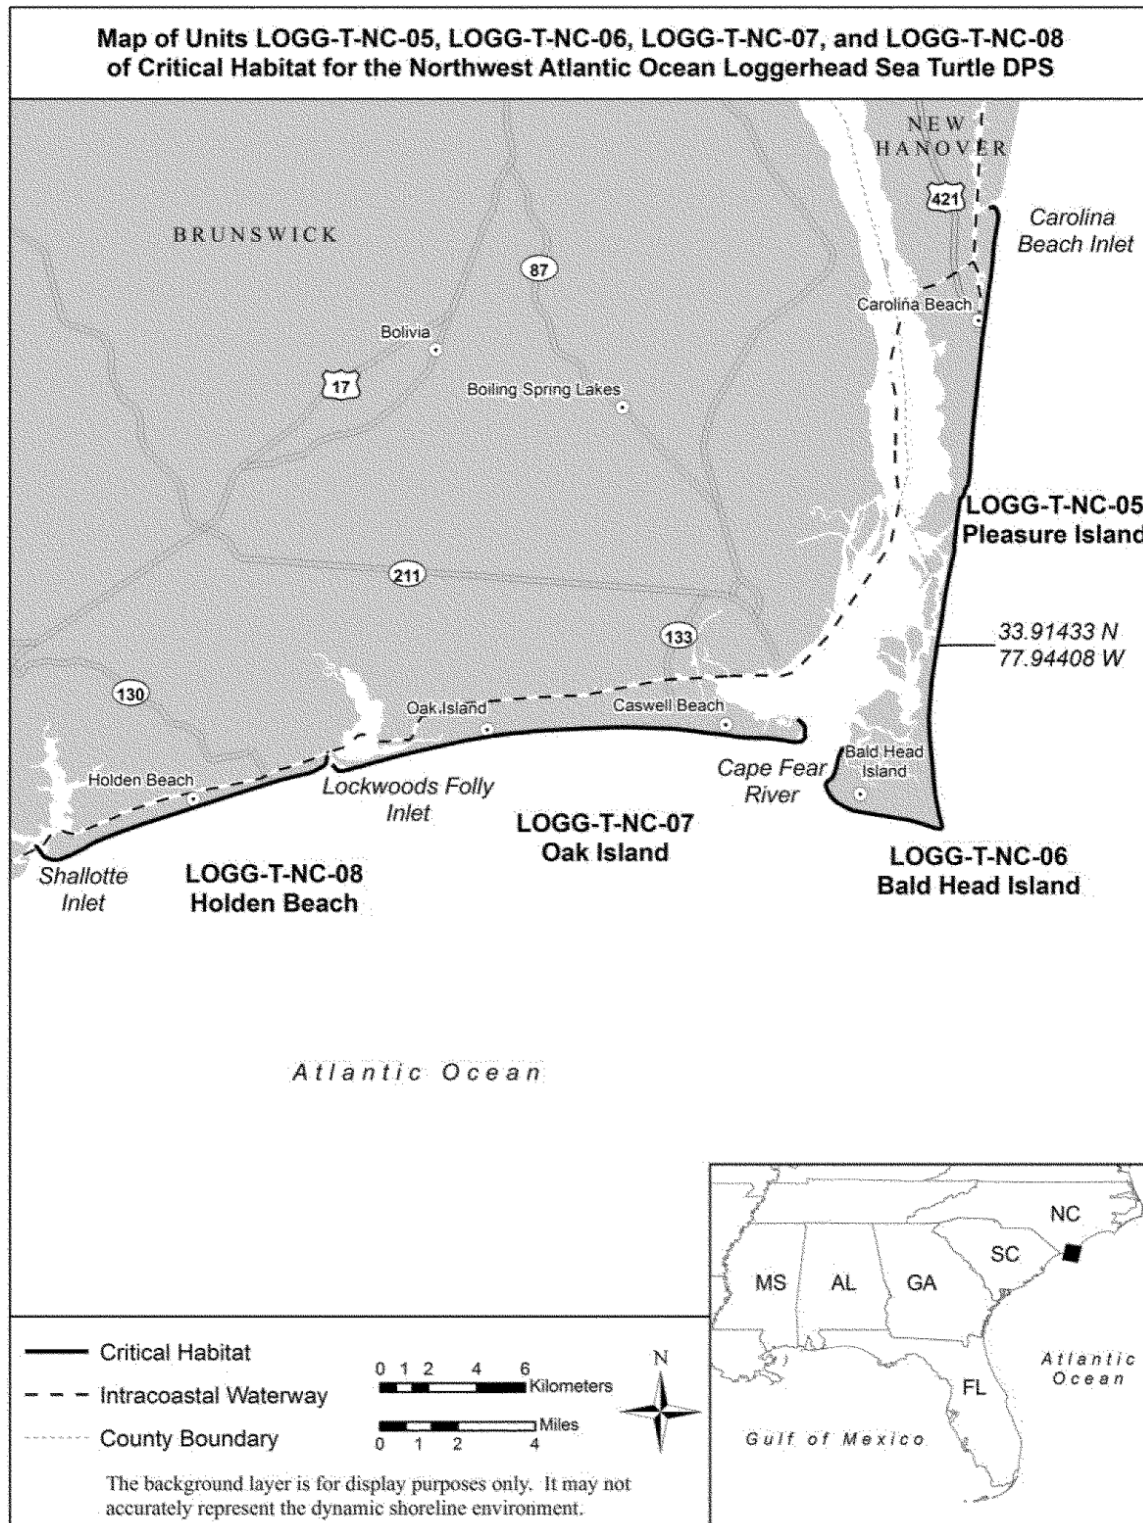 Map of Units LOGG-T-NC-05, LOGG-T-NC-06, LOGG-T-NC-07, and LOGG-T-NC-08
of Critical Habitat for the Northwest Atlantic Ocean Loggerhead Sea Turtle DPS
NEW
HANOVER
421
Carolina
Beach Inlet
BRUNSWICK
87
Carolina Beach
Bolivia
17
Boiling Spring Lakes
LOGG-T-NC-05
Pleasure Island
211
133
33.91433 N
77.94408 W
130
Oak Island
Caswell Beach
Holden Beach
Lockwoods Folly
Inlet
Cape Fear
River
Bald Head
Island
LOGG-T-NC-07
Oak Island
LOGG-T-NC-06
Bald Head Island
Shallotte
Inlet
LOGG-T-NC-08
Holden Beach
Atlantic Ocean
NC
SC
MS
AL
GA
FL
Atlantic
Ocean
Gulf of Mexico
Critical Habitat
Intracoastal Waterway
County Boundary
0 1 2 4 6
Kilometers
Miles
0 1 2 4
N
The background layer is for display purposes only. It may not
accurately represent the dynamic shoreline environment.